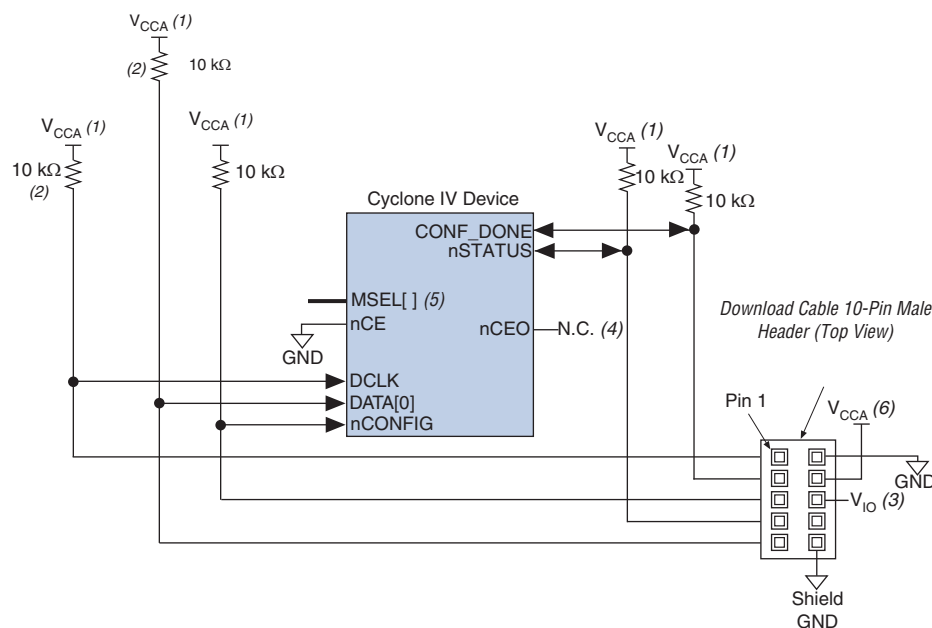 VCCA (1)
(2) 10 kΩ
VCCA (1)
10 kΩ
(2)
VCCA (1)
10 kΩ
VCCA (1)
10 kΩ
VCCA (1)
10 kΩ
Cyclone IV Device
CONF_DONE
nSTATUS
MSEL[ ] (5)
nCE
GND
nCEO
N.C. (4)
DCLK
DATA[0]
nCONFIG
Download Cable 10-Pin Male
Header (Top View)
Pin 1
VCCA (6)
GND
VIO (3)
Shield
GND